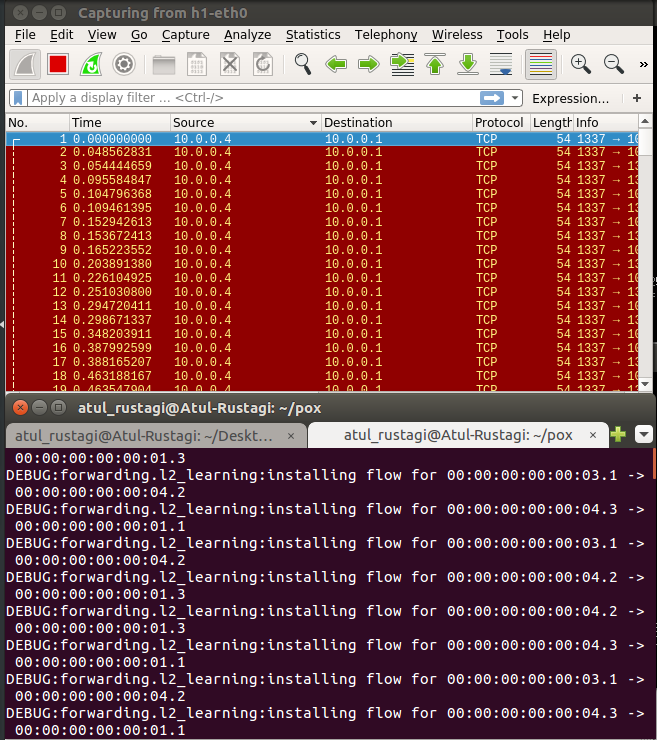 Capturing from h1-eth0
File Edit View Go Capture Analyze Statistics Telephony Wireless Tools Help
Apply a display filter ... <Ctrl-/> Expression... +
No. Time Source Destination Protocol Length Info
1 0.000000000 10.0.0.4 10.0.0.1 TCP 54 1337 → 10
2 0.048562831 10.0.0.4 10.0.0.1 TCP 54 1337 → 13
3 0.054444659 10.0.0.4 10.0.0.1 TCP 54 1337 → 10
4 0.095584847 10.0.0.4 10.0.0.1 TCP 54 1337 → 13
5 0.104796368 10.0.0.4 10.0.0.1 TCP 54 1337 → 13
6 0.109461395 10.0.0.4 10.0.0.1 TCP 54 1337 → 10
7 0.152942613 10.0.0.4 10.0.0.1 TCP 54 1337 → 13
8 0.153672413 10.0.0.4 10.0.0.1 TCP 54 1337 → 13
9 0.165223552 10.0.0.4 10.0.0.1 TCP 54 1337 → 10
10 0.203891380 10.0.0.4 10.0.0.1 TCP 54 1337 → 13
11 0.226104925 10.0.0.4 10.0.0.1 TCP 54 1337 → 10
12 0.251030800 10.0.0.4 10.0.0.1 TCP 54 1337 → 13
13 0.294720411 10.0.0.4 10.0.0.1 TCP 54 1337 → 10
14 0.298671337 10.0.0.4 10.0.0.1 TCP 54 1337 → 13
15 0.348203911 10.0.0.4 10.0.0.1 TCP 54 1337 → 13
16 0.387992599 10.0.0.4 10.0.0.1 TCP 54 1337 → 10
17 0.388165207 10.0.0.4 10.0.0.1 TCP 54 1337 → 13
18 0.463188167 10.0.0.4 10.0.0.1 TCP 54 1337 → 10
19 0.463547904 10.0.0.4 10.0.0.1 TCP 54 1337 → 13
atul_rustagi@Atul-Rustagi: ~/pox
atul_rustagi@Atul-Rustagi: ~/Deskt... × atul_rustagi@Atul-Rustagi: ~/pox ×
00:00:00:00:00:01.3
DEBUG:forwarding.l2_learning:installing flow for 00:00:00:00:00:03.1 ->
00:00:00:00:00:04.2
DEBUG:forwarding.l2_learning:installing flow for 00:00:00:00:00:04.3 ->
00:00:00:00:00:01.1
DEBUG:forwarding.l2_learning:installing flow for 00:00:00:00:00:03.1 ->
00:00:00:00:00:04.2
DEBUG:forwarding.l2_learning:installing flow for 00:00:00:00:00:04.2 ->
00:00:00:00:00:01.3
DEBUG:forwarding.l2_learning:installing flow for 00:00:00:00:00:04.2 ->
00:00:00:00:00:01.3
DEBUG:forwarding.l2_learning:installing flow for 00:00:00:00:00:04.3 ->
00:00:00:00:00:01.1
DEBUG:forwarding.l2_learning:installing flow for 00:00:00:00:00:03.1 ->
00:00:00:00:00:04.2
DEBUG:forwarding.l2_learning:installing flow for 00:00:00:00:00:04.3 ->
00:00:00:00:00:01.1